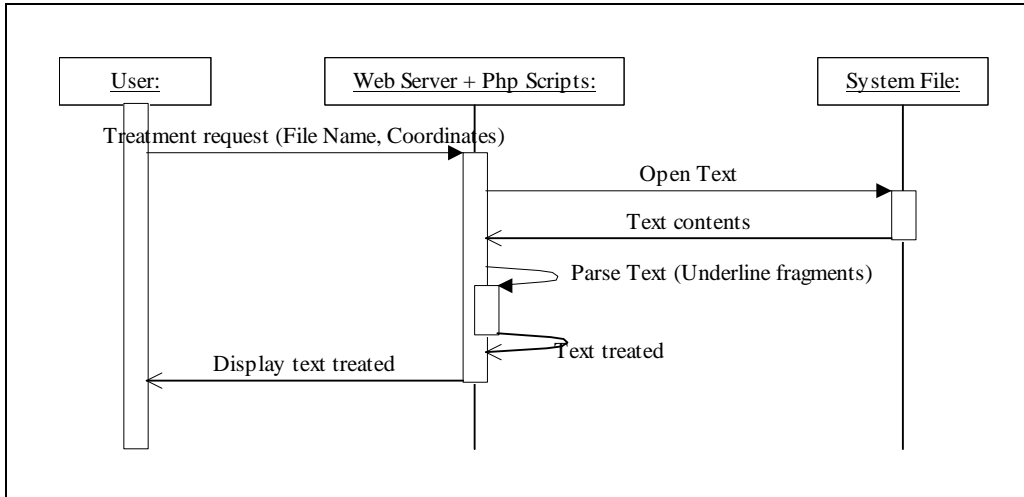 User:
Web Server + Php Scripts:
System File:
Treatment request (File Name, Coordinates)
Open Text
Text contents
Parse Text (Underline fragments)
Text treated
Display text treated